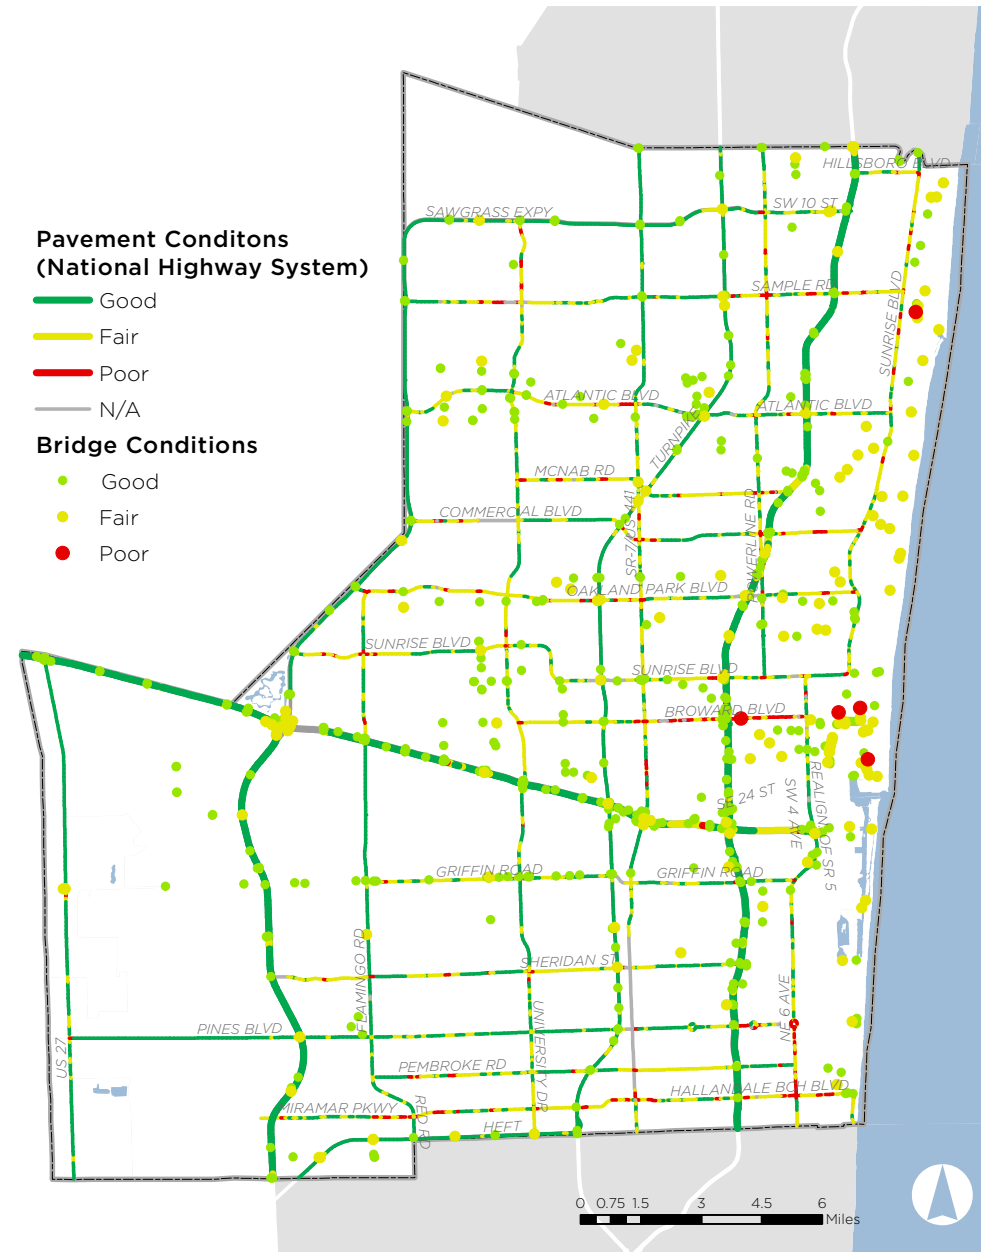 Pavement Conditons
(National Highway System)
Good
Fair
Poor
N/A
Bridge Conditions
Good
Fair
Poor
HILLSBORO BLVD
SAWGRASS EXPY
SW 10 ST
SAMPLE RD
SUNRISE BLVD
ATLANTIC BLVD
ATLANTIC BLVD
TURNPIKE
MCNAB RD
COMMERCIAL BLVD
SR-7/US-441
POWERLINE RD
OAKLAND PARK BLVD
SUNRISE BLVD
SUNRISE BLVD
BROWARD BLVD
SE 24 ST
SW 4 AVE
REALIGN OF SR 5
GRIFFIN ROAD
GRIFFIN ROAD
FLAMINGO RD
SHERIDAN ST
UNIVERSITY DR
NE 6 AVE
PINES BLVD
US 27
PEMBROKE RD
HALLANDALE BCH BLVD
MIRAMAR PKWY
RED RD
HEFT
0 0.75 1.5 3 4.5 6
Miles